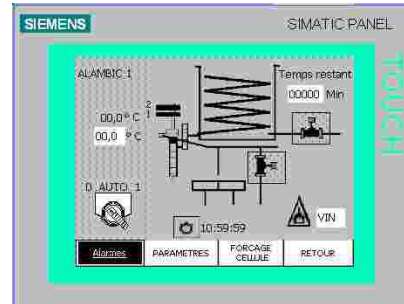 SIEMENS
SIMATIC PANEL
TOUCH
ALAMBIC 1
Temps restant
00000 Min
2
1
00,0° C
00,0 ° C
0 AUTO. 1
10:59:59
VIN
Alarmes
PARAMETRES
FORCAGE
CELLULE
RETOUR